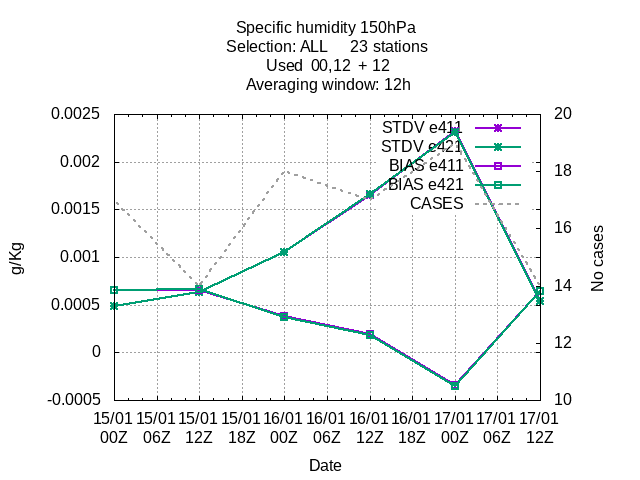 Specific humidity 150hPa
Selection: ALL     23 stations
Used  00,12  + 12
Averaging window: 12h
0.0025
0.002
0.0015
0.001
0.0005
0
-0.0005
g/Kg
20
18
16
14
12
10
No cases
STDV e411
STDV e421
BIAS e411
BIAS e421
CASES
15/01 15/01 15/01 15/01 16/01 16/01 16/01 16/01 17/01 17/01 17/01
00Z 06Z 12Z 18Z 00Z 06Z 12Z 18Z 00Z 06Z 12Z
Date